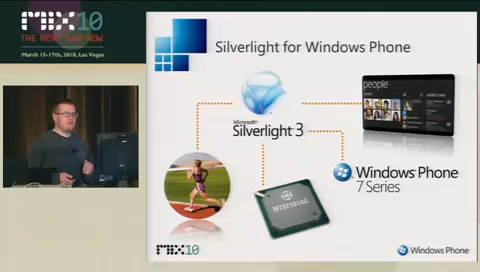 MIX10
THE NEXT WEB NOW
March 15-17th, 2010, Las Vegas
Silverlight for Windows Phone
people
Microsoft
Silverlight 3
Windows Phone
7 Series
MIX10
Windows Phone